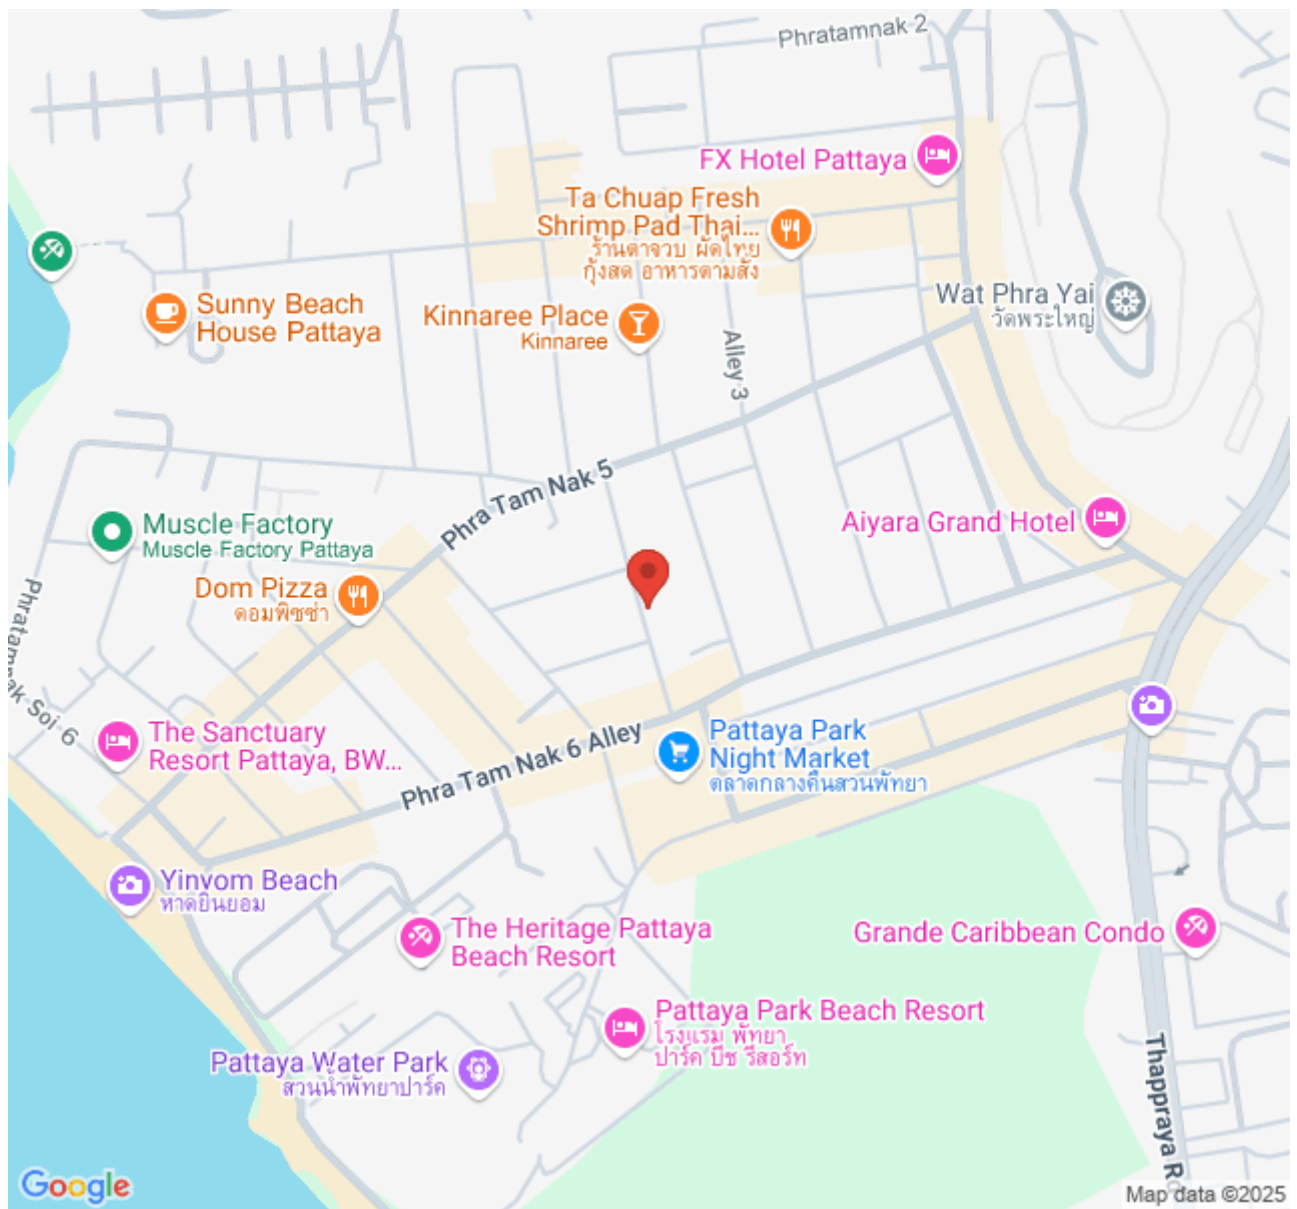 Phratamnak 2
FX Hotel Pattaya
Ta Chuap Fresh
Shrimp Pad Thai...
ร้านตาจวบ ผัดไทย
กุ้งสด อาหารตามสั่ง
Wat Phra Yai
วัดพระใหญ่
Sunny Beach
House Pattaya
Kinnaree Place
Kinnaree
Alley 3
Phra Tam Nak 5
Muscle Factory
Muscle Factory Pattaya
Aiyara Grand Hotel
Dom Pizza
ดอมพิซซ่า
Phratamnak Soi 6
The Sanctuary
Resort Pattaya, BW...
Phra Tam Nak 6 Alley
Pattaya Park
Night Market
ตลาดกลางคืนสวนพัทยา
Yinvom Beach
หาดยินยอม
The Heritage Pattaya
Beach Resort
Grande Caribbean Condo
Pattaya Park Beach Resort
โรงแรม พัทยา
ปาร์ค บีช รีสอร์ท
Pattaya Water Park
สวนน้ำพัทยาปาร์ค
Thappraya Rd
Google
Map data ©2025